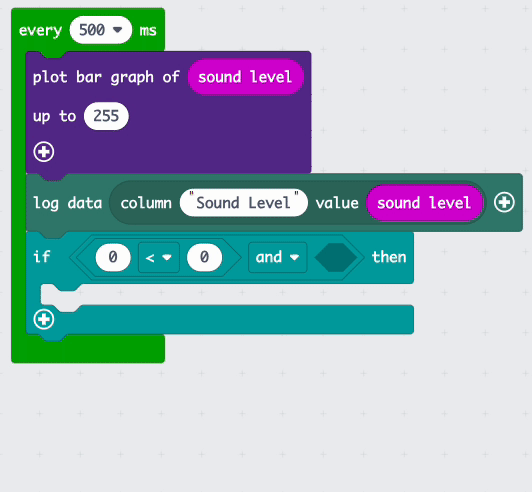 every 500 ms
plot bar graph of sound level
up to 255
log data column "Sound Level" value sound level
if 0 < 0 and then